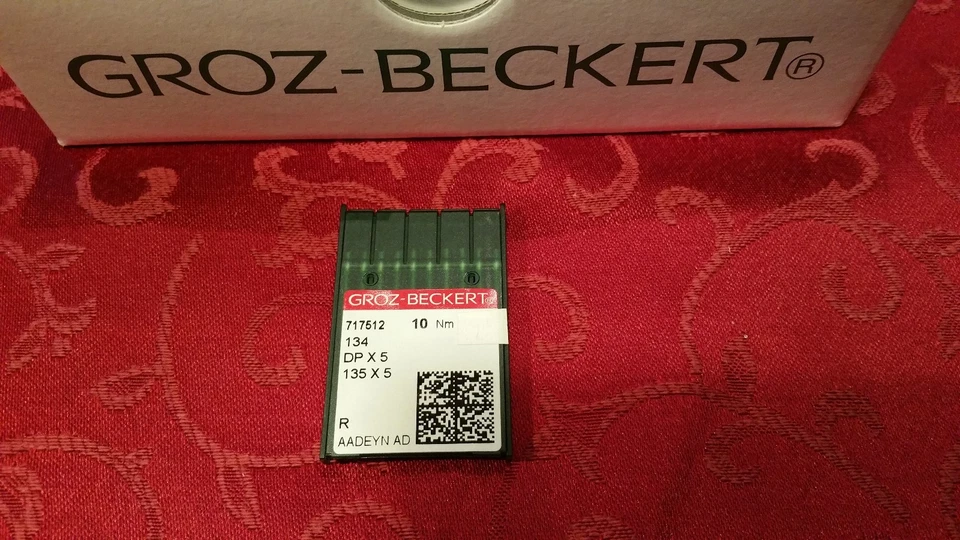 GROZ-BECKERT®
GROZ-BECKERT®
717512 10 Nm
134
DP X 5
135 X 5
R
AADEYN AD